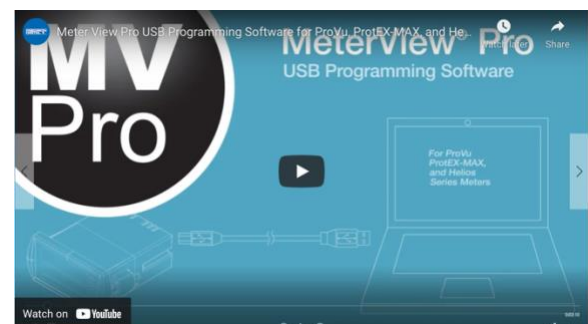 Meter View Pro USB Programming Software for ProVu, ProtEX-MAX, and He...
Watch later
Share
MeterView® Pro
USB Programming Software
MV
Pro
For ProVu
ProtEX-MAX,
and Helios
Series Meters
Watch on YouTube